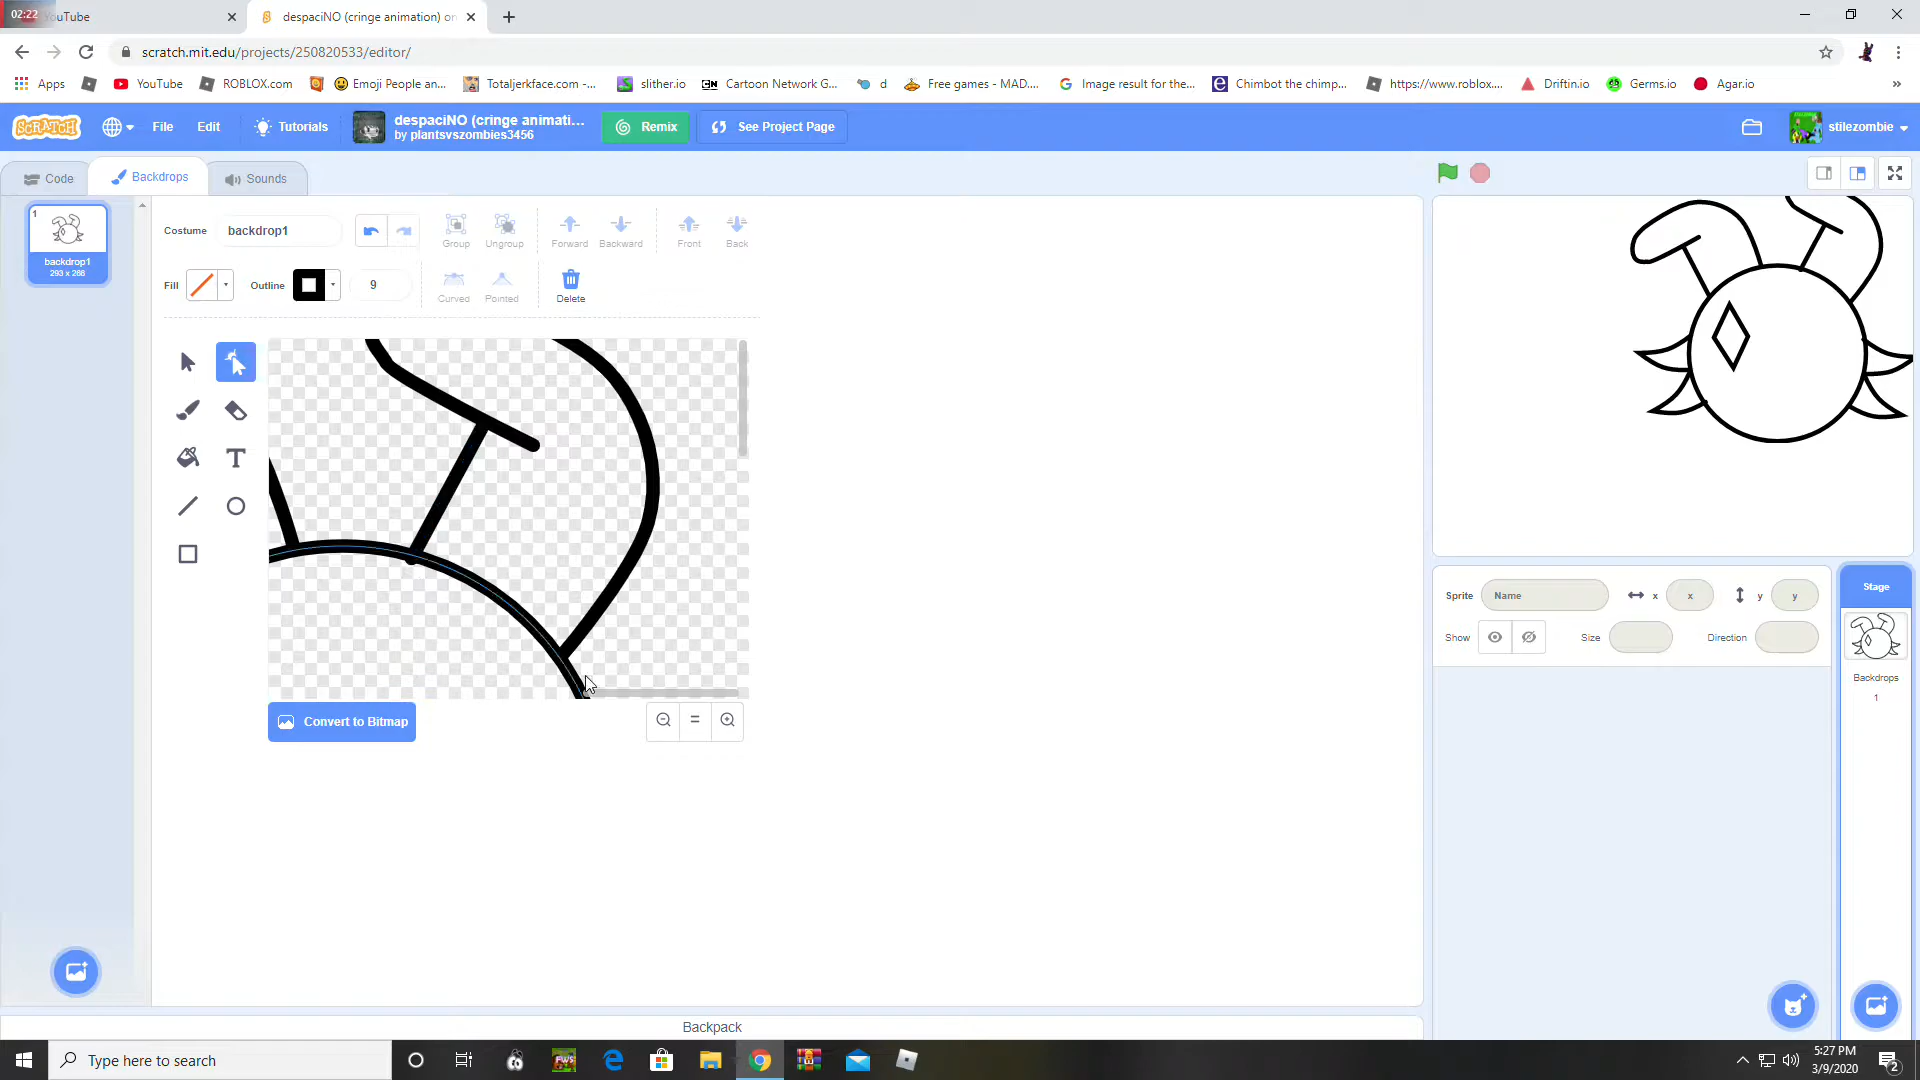 02:22
YouTube
despaciNO (cringe animation) on
scratch.mit.edu/projects/250820533/editor/
Apps
YouTube
ROBLOX.com
Emoji People an...
Totaljerkface.com -...
slither.io
CN
Cartoon Network G...
d
Free games - MAD....
Image result for the...
Chimbot the chimp...
https://www.roblox....
Driftin.io
Germs.io
Agar.io
»
SCRATCH
File
Edit
Tutorials
despaciNO (cringe animati...
by plantsvszombies3456
Remix
See Project Page
stilezombie
Code
Backdrops
Sounds
1
backdrop1
293 x 266
Costume
backdrop1
Group
Ungroup
Forward
Backward
Front
Back
Fill
Outline
9
Curved
Pointed
Delete
T
Convert to Bitmap
=
Sprite
Name
x
x
y
y
Show
Size
Direction
Stage
Backdrops
1
Backpack
Type here to search
5:27 PM
3/9/2020
2